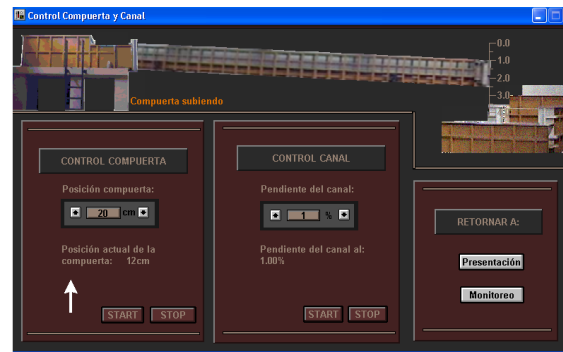 Control Compuerta y Canal
0.0
1.0
2.0
3.0
Compuerta subiendo
CONTROL COMPUERTA
Posición compuerta:
20 cm
Posición actual de la
compuerta: 12cm
START STOP
CONTROL CANAL
Pendiente del canal:
1 %
Pendiente del canal al:
1.00%
START STOP
RETORNAR A:
Presentación
Monitoreo